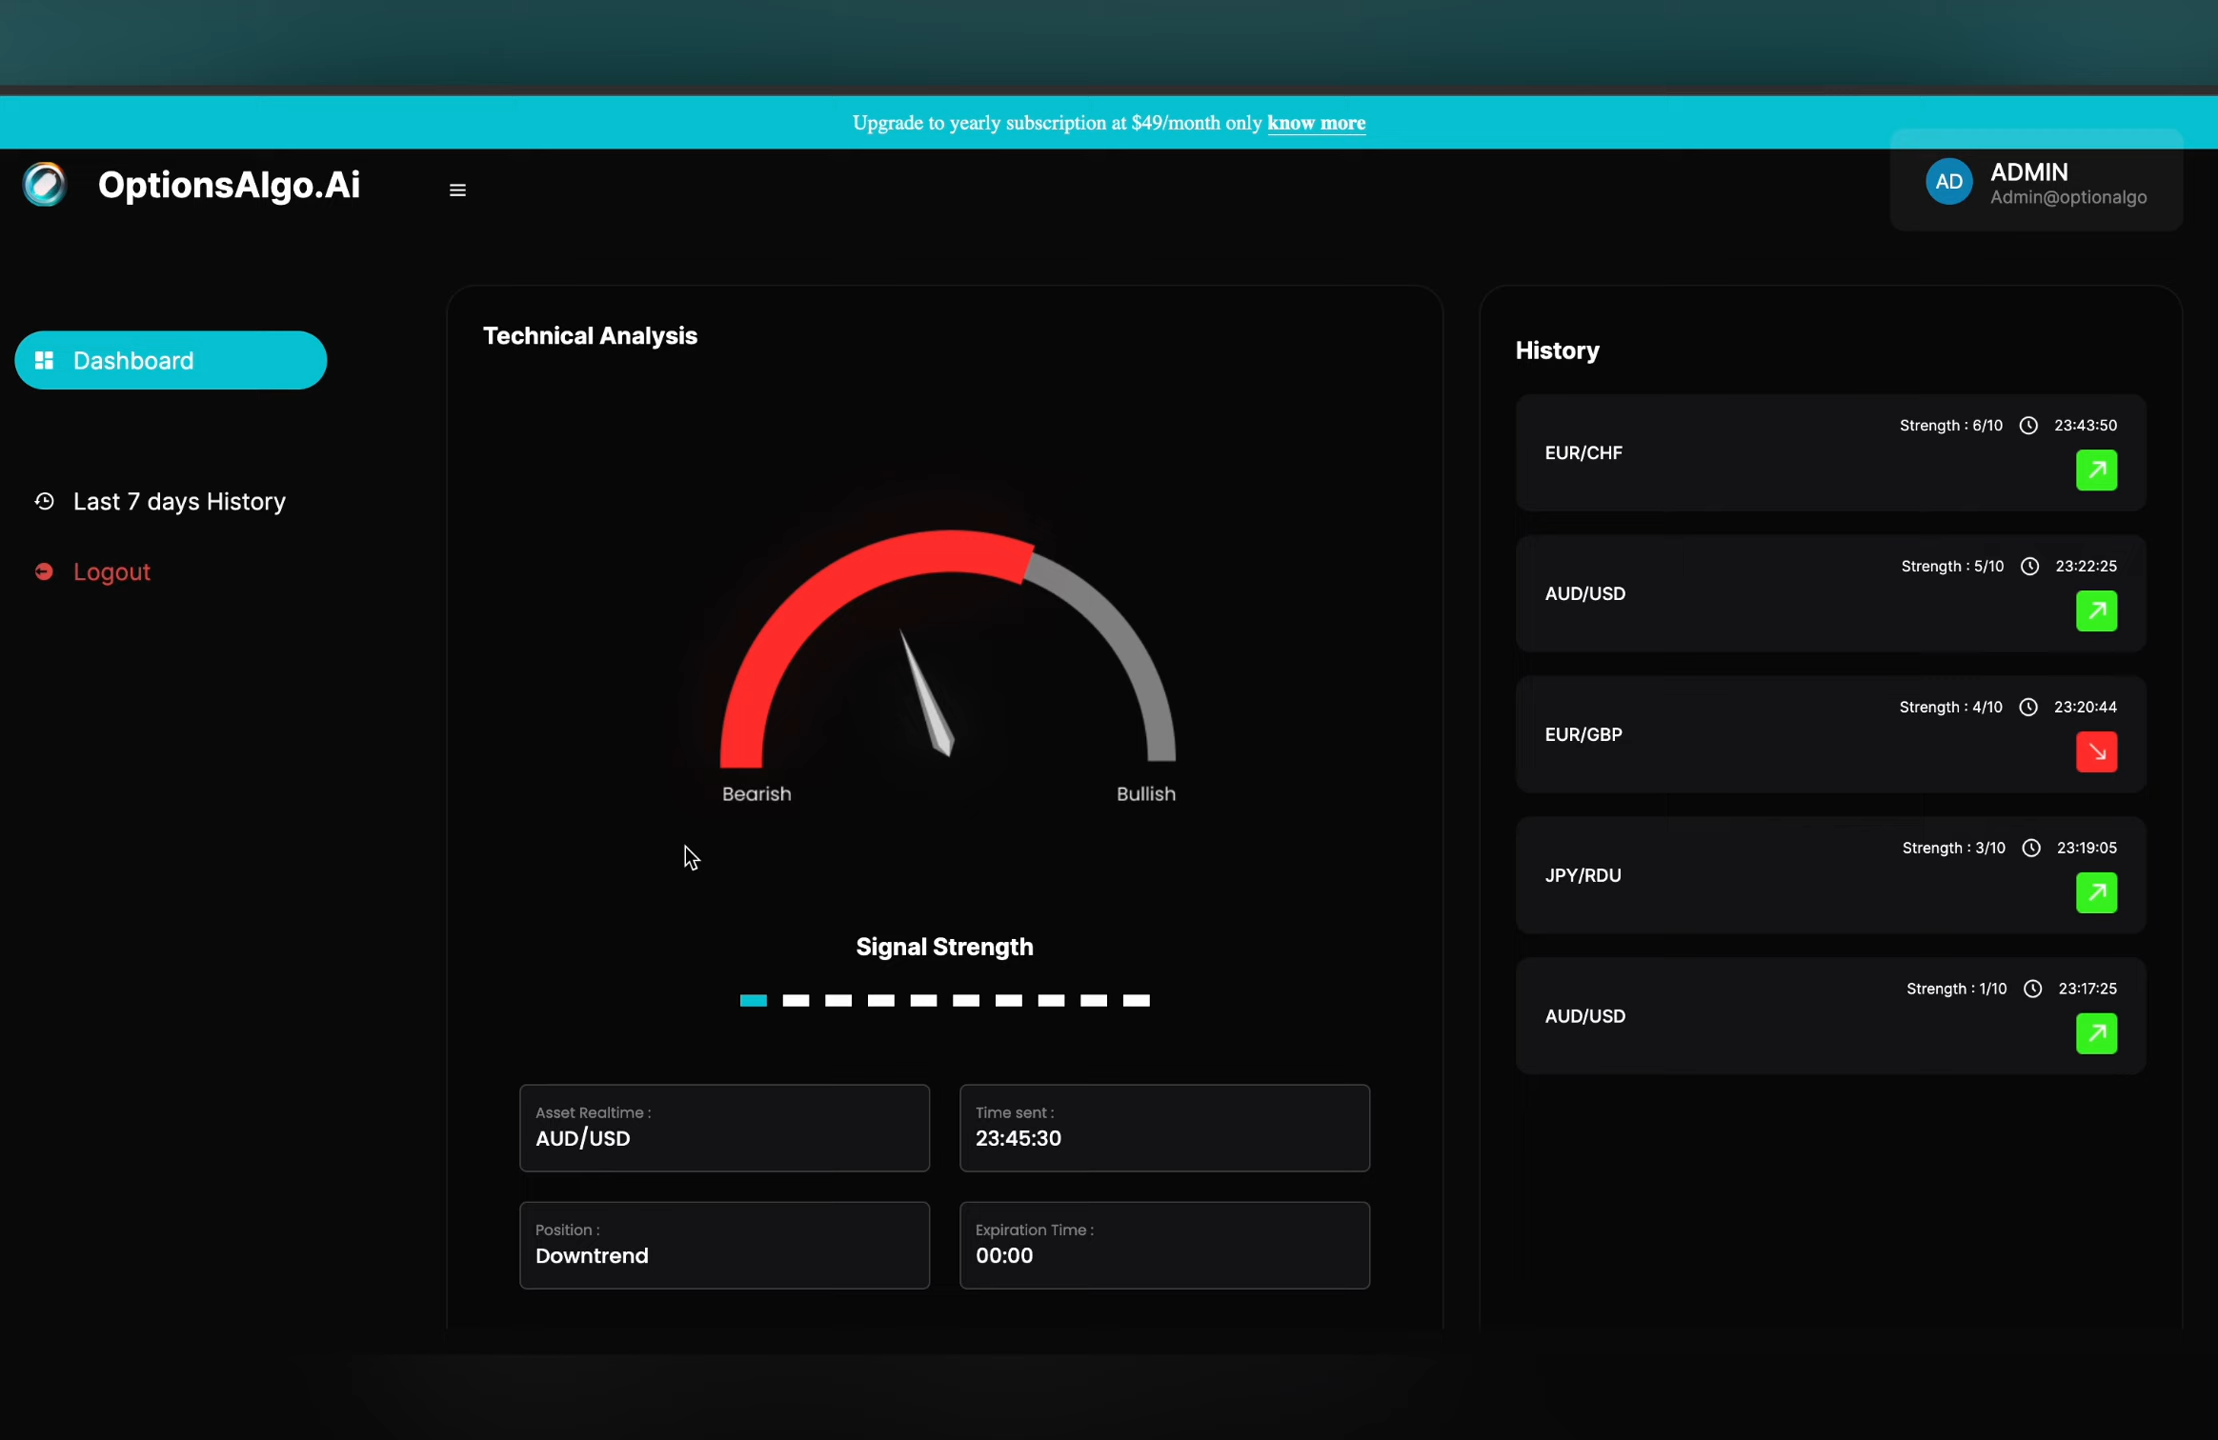 Upgrade to yearly subscription at $49/month only know more
OptionsAlgo.Ai
AD
ADMIN
Admin@optionalgo
Dashboard
Last 7 days History
Logout
Technical Analysis
Bearish
Bullish
Signal Strength
Asset Realtime :
AUD/USD
Time sent :
23:45:30
Position :
Downtrend
Expiration Time :
00:00
History
Strength : 6/10 23:43:50
EUR/CHF
Strength : 5/10 23:22:25
AUD/USD
Strength : 4/10 23:20:44
EUR/GBP
Strength : 3/10 23:19:05
JPY/RDU
Strength : 1/10 23:17:25
AUD/USD